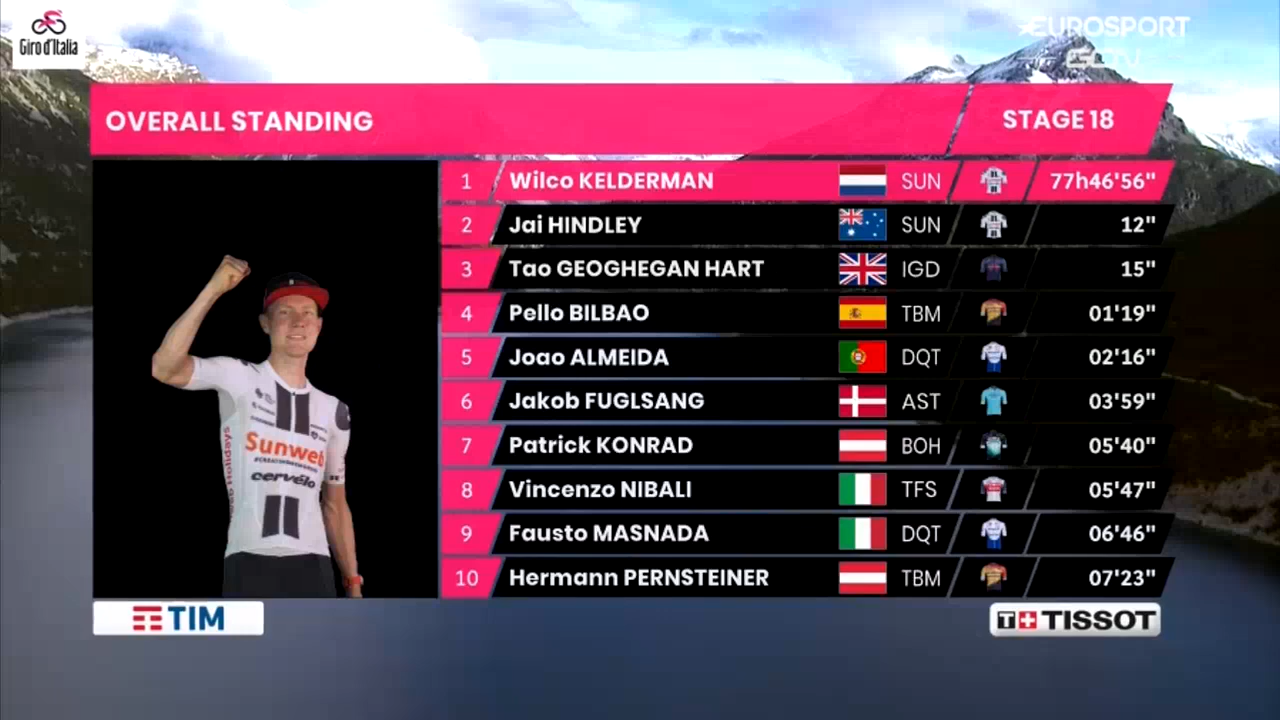 Giro d'Italia
EUROSPORT
OVERALL STANDING
STAGE 18
1 Wilco KELDERMAN SUN 77h46'56"
2 Jai HINDLEY SUN 12"
3 Tao GEOGHEGAN HART IGD 15"
4 Pello BILBAO TBM 01'19"
5 Joao ALMEIDA DQT 02'16"
6 Jakob FUGLSANG AST 03'59"
7 Patrick KONRAD BOH 05'40"
8 Vincenzo NIBALI TFS 05'47"
9 Fausto MASNADA DQT 06'46"
10 Hermann PERNSTEINER TBM 07'23"
Sunweb
cervélo
Holidays
TIM
T+ TISSOT